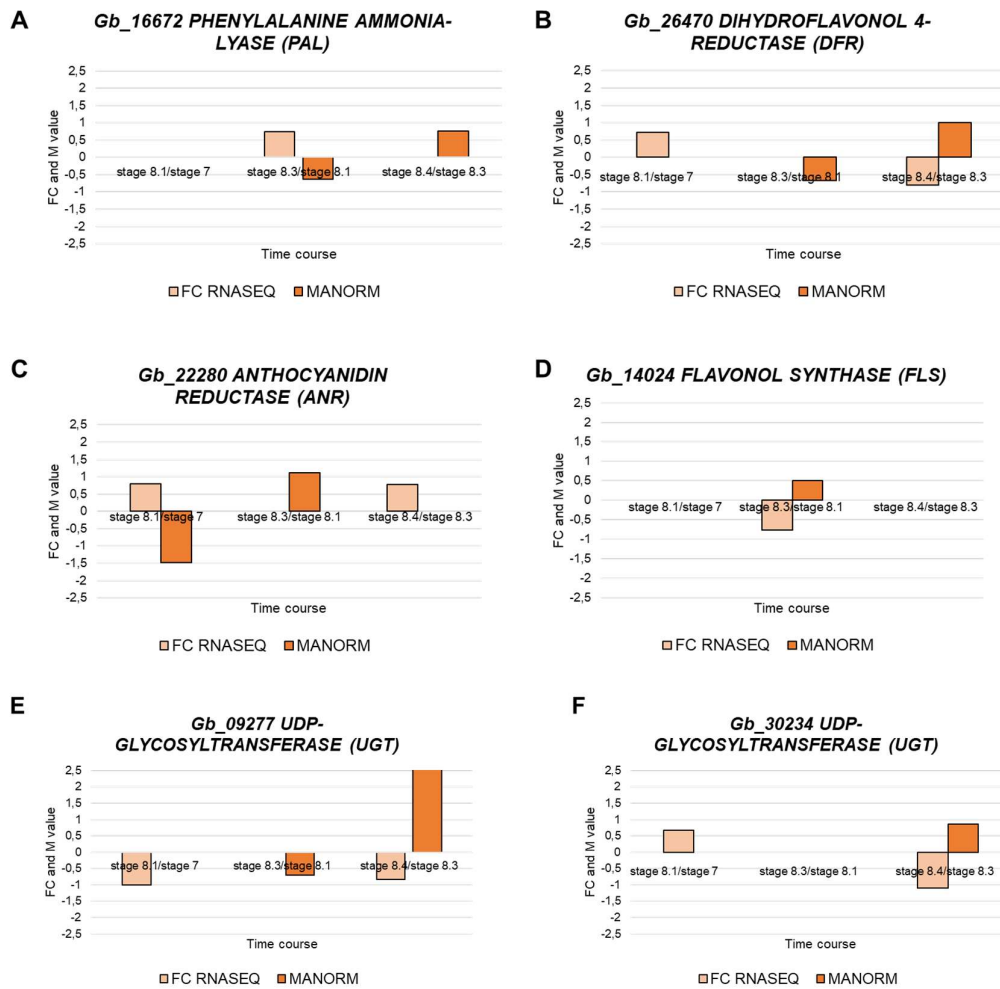 A
Gb_16672 PHENYLALANINE AMMONIA-
LYASE (PAL)
2,5
2
1,5
1
0,5
0
-0,5
-1
-1,5
-2
-2,5
FC and M value
stage 8.1/stage 7
stage 8.3/stage 8.1
stage 8.4/stage 8.3
Time course
FC RNASEQ MANORM
B
Gb_26470 DIHYDROFLAVONOL 4-
REDUCTASE (DFR)
2,5
2
1,5
1
0,5
0
-0,5
-1
-1,5
-2
-2,5
FC and M value
stage 8.1/stage 7
stage 8.3/stage 8.1
stage 8.4/stage 8.3
Time course
FC RNASEQ MANORM
C
Gb_22280 ANTHOCYANIDIN
REDUCTASE (ANR)
2,5
2
1,5
1
0,5
0
-0,5
-1
-1,5
-2
-2,5
FC and M value
stage 8.1/stage 7
stage 8.3/stage 8.1
stage 8.4/stage 8.3
Time course
FC RNASEQ MANORM
D
Gb_14024 FLAVONOL SYNTHASE (FLS)
2,5
2
1,5
1
0,5
0
-0,5
-1
-1,5
-2
-2,5
FC and M value
stage 8.1/stage 7
stage 8.3/stage 8.1
stage 8.4/stage 8.3
Time course
FC RNASEQ MANORM
E
Gb_09277 UDP-
GLYCOSYLTRANSFERASE (UGT)
2,5
2
1,5
1
0,5
0
-0,5
-1
-1,5
-2
-2,5
FC and M value
stage 8.1/stage 7
stage 8.3/stage 8.1
stage 8.4/stage 8.3
Time course
FC RNASEQ MANORM
F
Gb_30234 UDP-
GLYCOSYLTRANSFERASE (UGT)
2,5
2
1,5
1
0,5
0
-0,5
-1
-1,5
-2
-2,5
FC and M value
stage 8.1/stage 7
stage 8.3/stage 8.1
stage 8.4/stage 8.3
Time course
FC RNASEQ MANORM